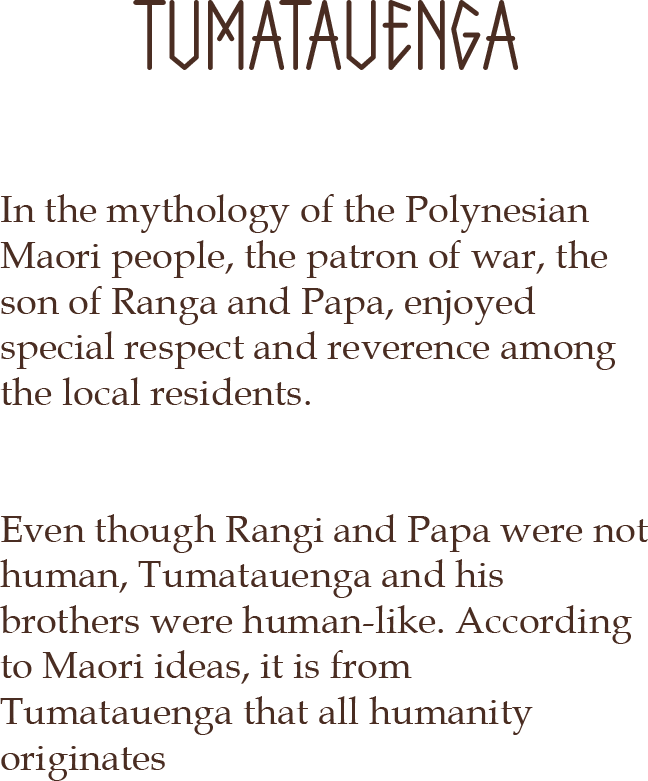 TUMATAUENGA
In the mythology of the Polynesian
Maori people, the patron of war, the
son of Ranga and Papa, enjoyed
special respect and reverence among
the local residents.
Even though Rangi and Papa were not
human, Tumatauenga and his
brothers were human-like. According
to Maori ideas, it is from
Tumatauenga that all humanity
originates